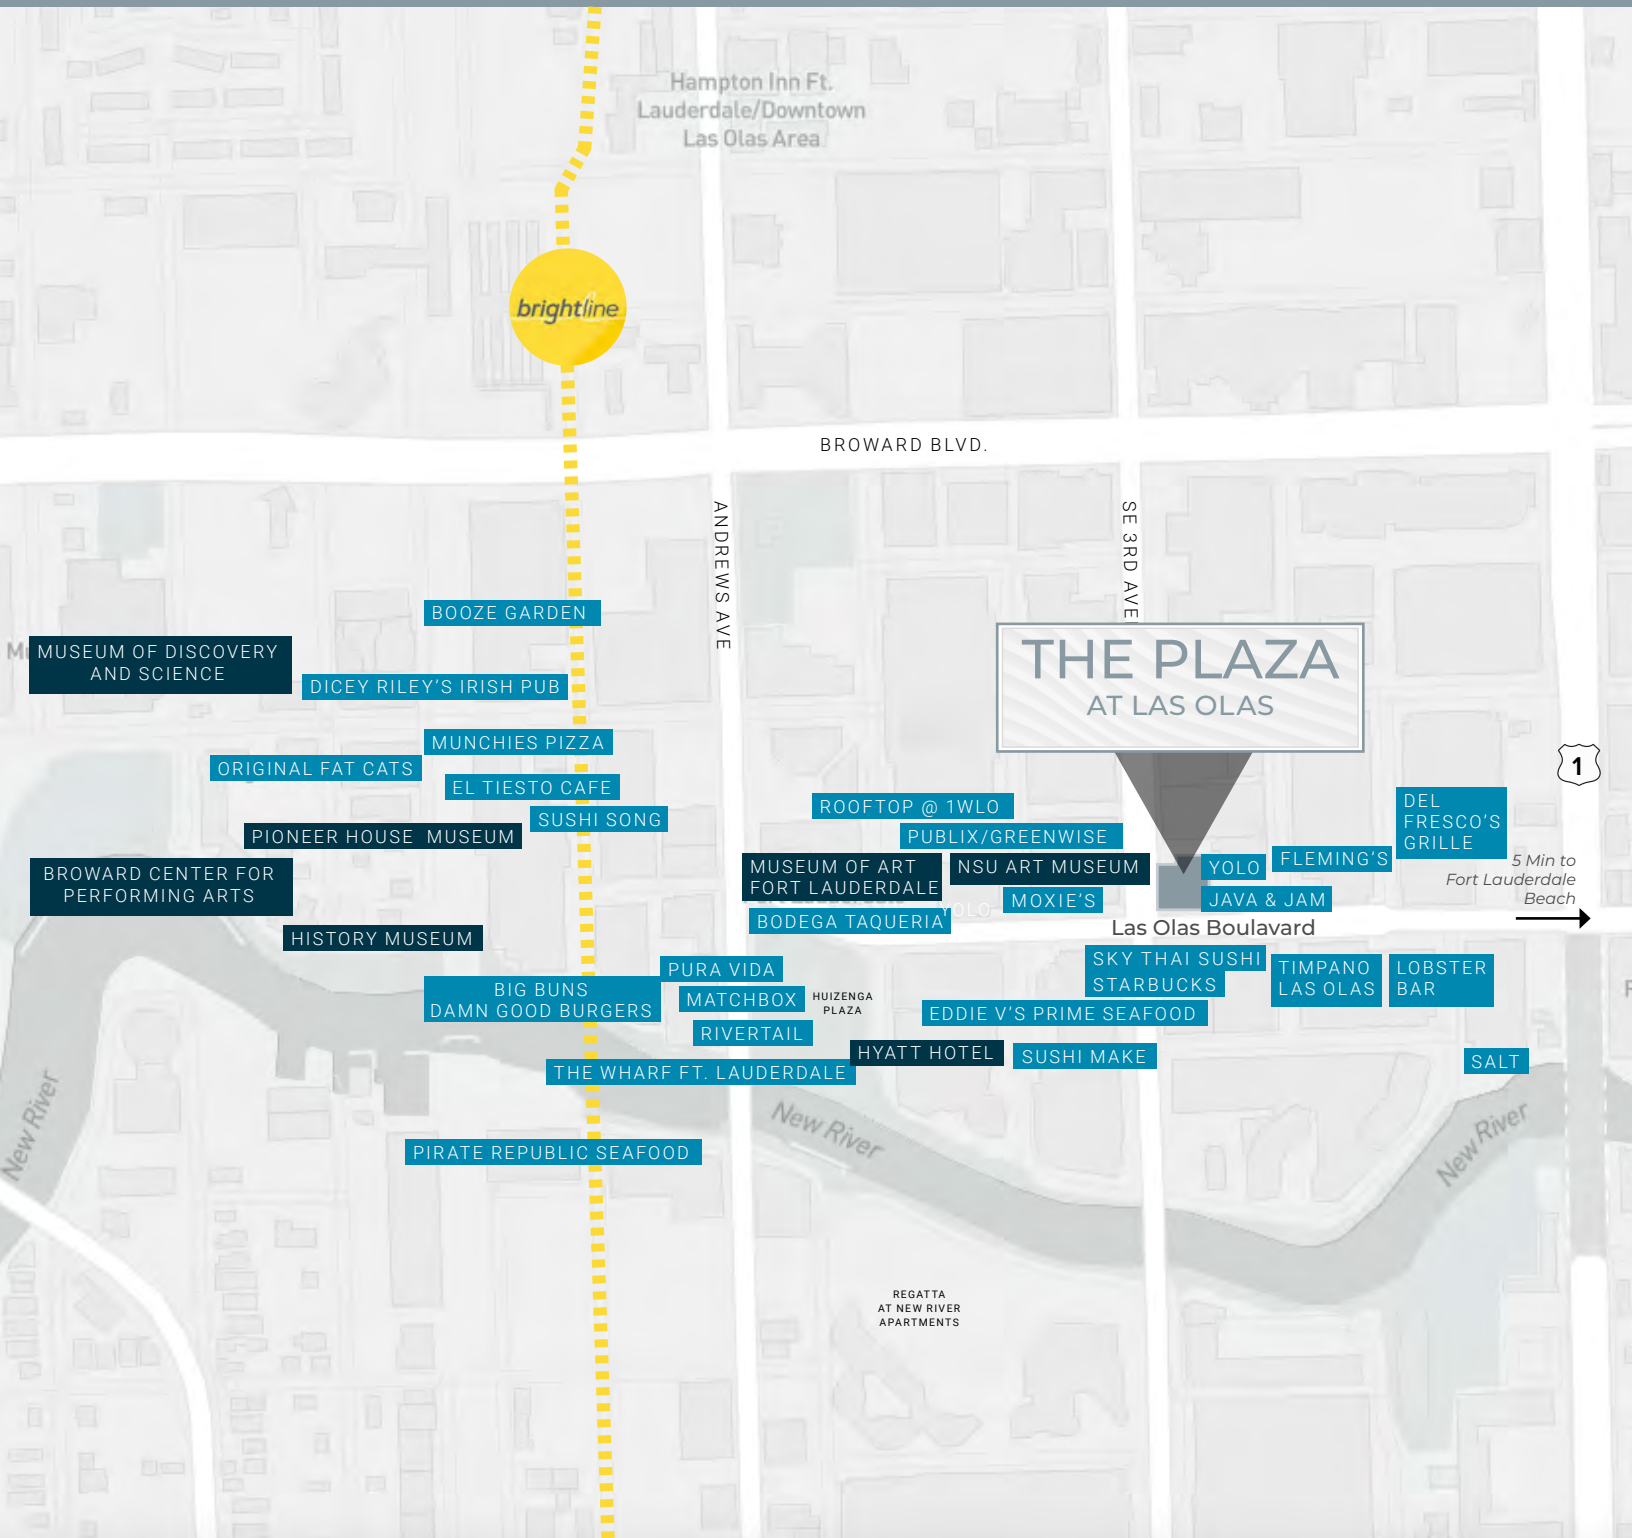 Hampton Inn Ft.
Lauderdale/Downtown
Las Olas Area
brightline
BROWARD BLVD.
ANDREWS AVE
SE 3RD AVE
BOOZE GARDEN
MUSEUM OF DISCOVERY
AND SCIENCE
DICEY RILEY'S IRISH PUB
THE PLAZA
AT LAS OLAS
MUNCHIES PIZZA
ORIGINAL FAT CATS
EL TIESTO CAFE
SUSHI SONG
PIONEER HOUSE MUSEUM
BROWARD CENTER FOR
PERFORMING ARTS
HISTORY MUSEUM
ROOFTOP @ 1WLO
PUBLIX/GREENWISE
MUSEUM OF ART
FORT LAUDERDALE
NSU ART MUSEUM
MOXIE'S
BODEGA TAQUERIA
YOLO
YOLO
FLEMING'S
JAVA & JAM
DEL
FRESCO'S
GRILLE
1
5 Min to
Fort Lauderdale
Beach
Las Olas Boulavard
SKY THAI SUSHI
STARBUCKS
TIMPANO
LAS OLAS
LOBSTER
BAR
PURA VIDA
BIG BUNS
DAMN GOOD BURGERS
MATCHBOX
HUIZENGA
PLAZA
RIVERTAIL
EDDIE V'S PRIME SEAFOOD
HYATT HOTEL
SUSHI MAKE
SALT
THE WHARF FT. LAUDERDALE
New River
New River
New River
PIRATE REPUBLIC SEAFOOD
REGATTA
AT NEW RIVER
APARTMENTS